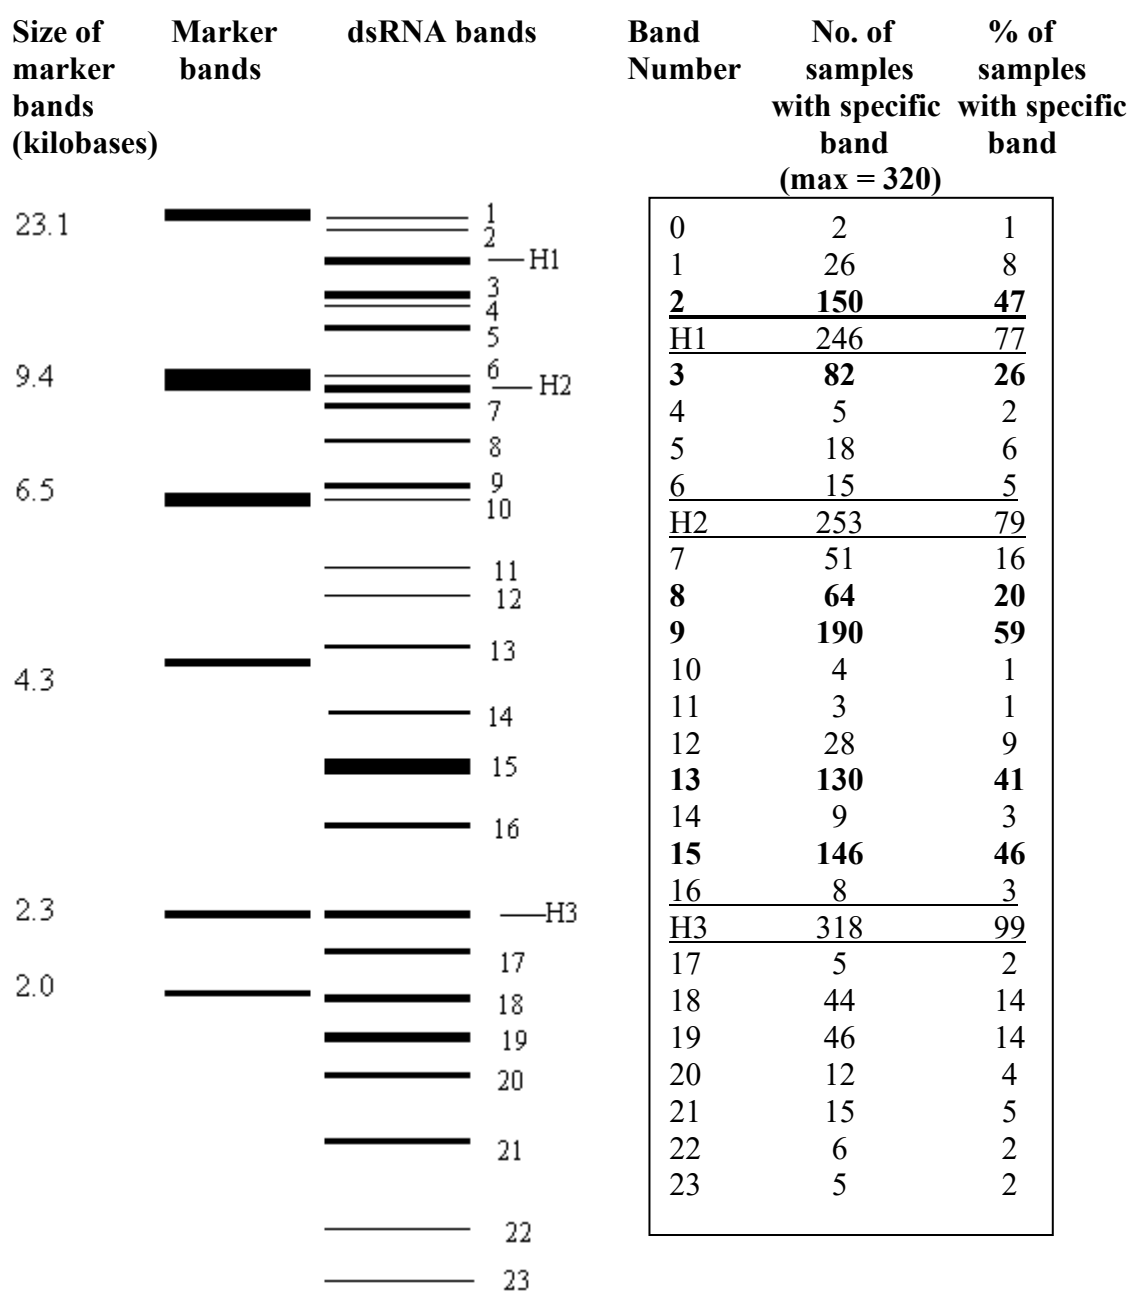 Size of Marker dsRNA bands Band No. of % of
marker bands Number samples samples
bands with specific with specific
(kilobases) band band
(max = 320)
23.1
9.4
6.5
4.3
2.3
2.0
1
2
H1
3
4
5
6
H2
7
8
9
10
11
12
13
14
15
16
H3
17
18
19
20
21
22
23
0 2 1
1 26 8
2 150 47
H1 246 77
3 82 26
4 5 2
5 18 6
6 15 5
H2 253 79
7 51 16
8 64 20
9 190 59
10 4 1
11 3 1
12 28 9
13 130 41
14 9 3
15 146 46
16 8 3
H3 318 99
17 5 2
18 44 14
19 46 14
20 12 4
21 15 5
22 6 2
23 5 2